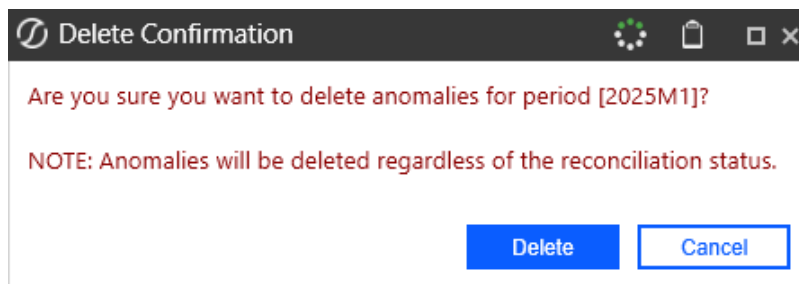 Delete Confirmation
Are you sure you want to delete anomalies for period [2025M1]?
NOTE: Anomalies will be deleted regardless of the reconciliation status.
Delete
Cancel